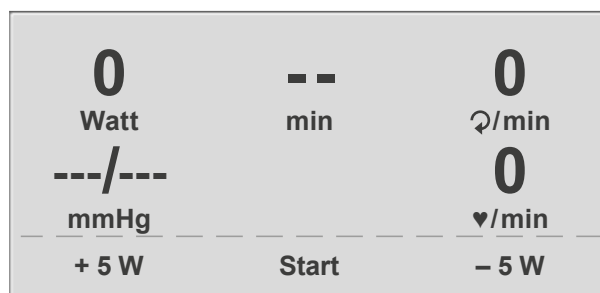 0 -- 0
Watt min ⟳/min
---/--- 0
mmHg ♥/min
+ 5 W Start – 5 W